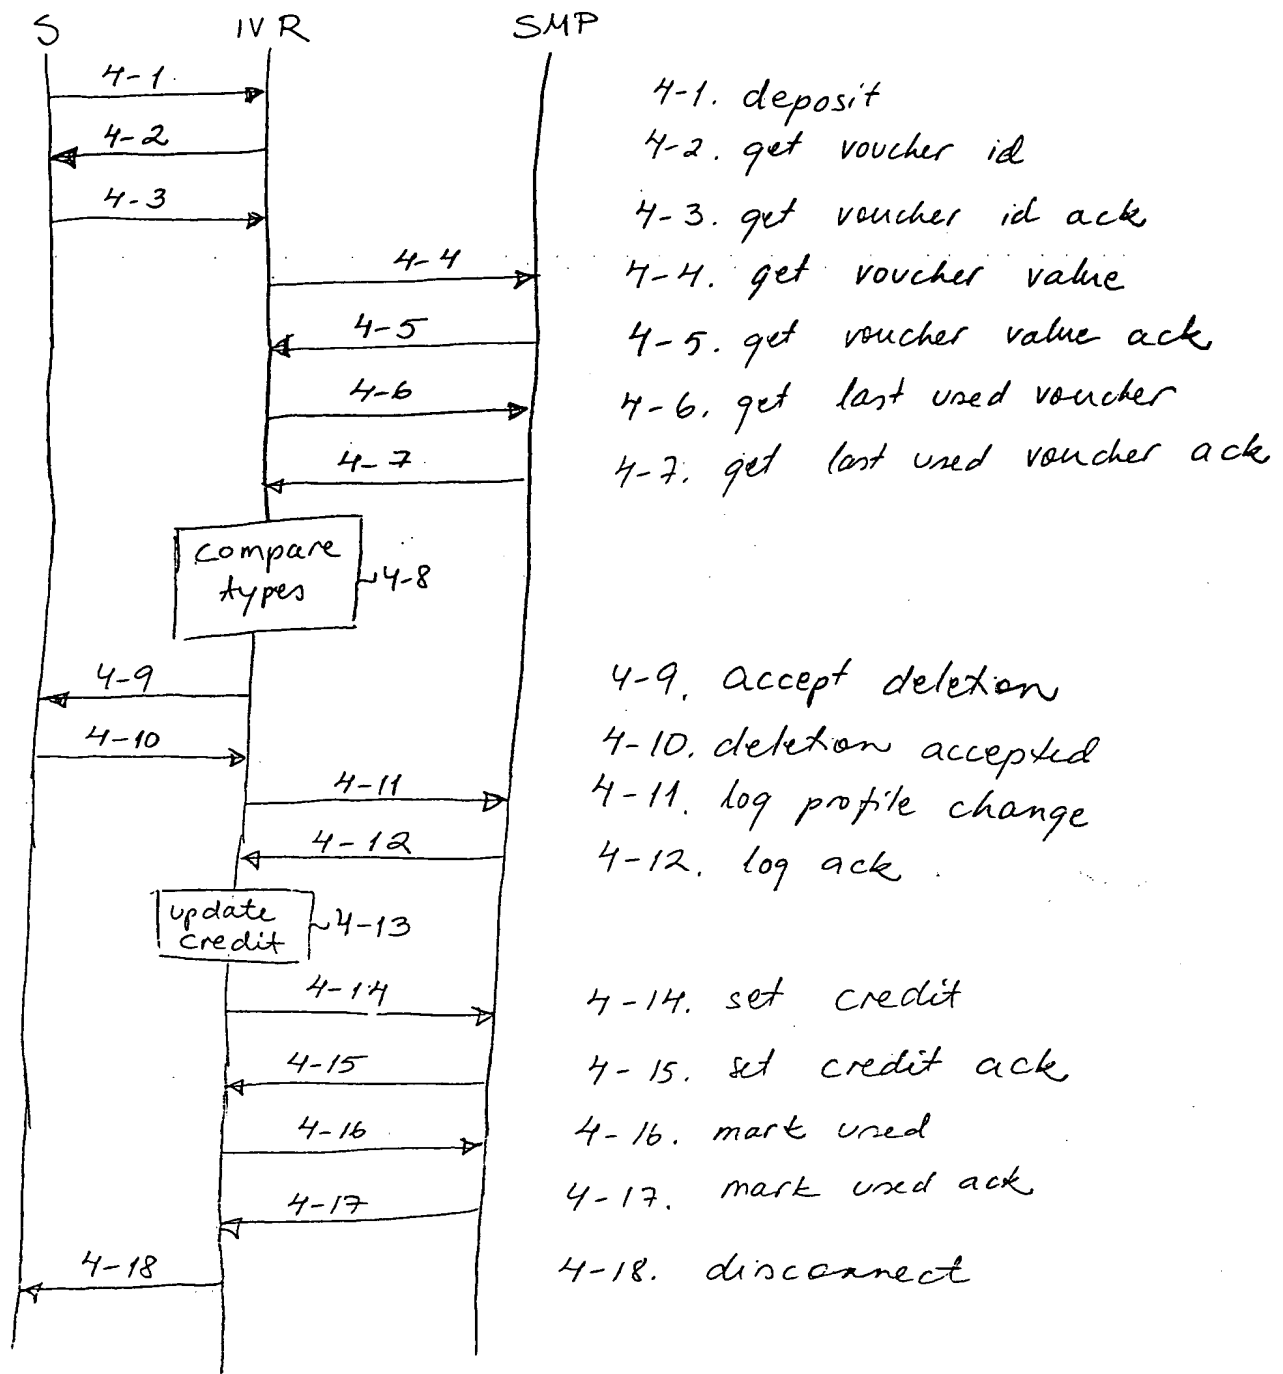 S IVR SMP
4-1. 4-1. deposit
4-2 4-2. get voucher id
4-3 4-3. get voucher id ack
4-4 4-4. get voucher value
4-5 4-5. get voucher value ack
4-6 4-6. get last used voucher
4-7. 4-7. get last used voucher ack
compare
types
4-8
4-9 4-9. accept deletion
4-10 4-10. deletion accepted
4-11 4-11. log profile change
4-12 4-12. log ack
update
credit
4-13
4-14 4-14. set credit
4-15 4-15. set credit ack
4-16 4-16. mark used
4-17 4-17. mark used ack
4-18 4-18. disconnect